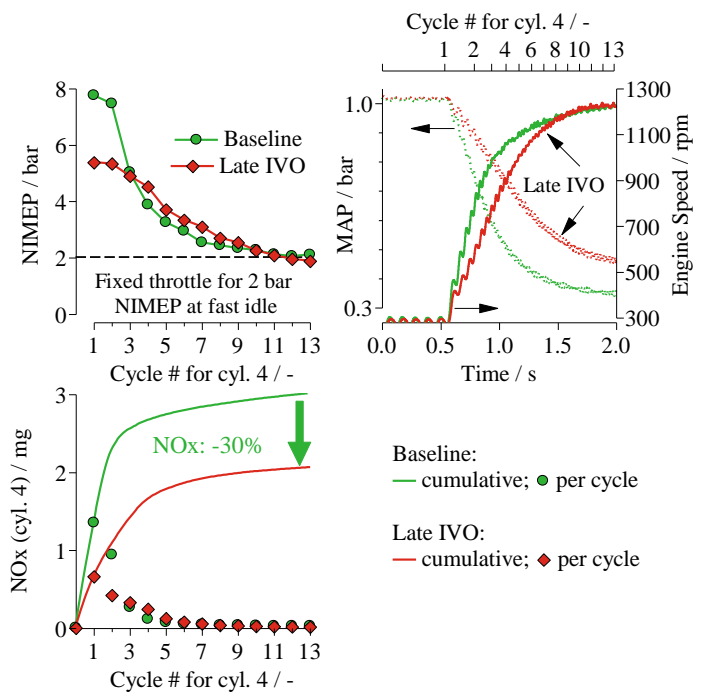 Cycle # for cyl. 4 / -
1 2 4 6 8 10 13
8
6
4
2
0
NIMEP / bar
Baseline
Late IVO
Fixed throttle for 2 bar
NIMEP at fast idle
1 3 5 7 9 11 13
Cycle # for cyl. 4 / -
1.0
0.3
MAP / bar
Late IVO
1300
1100
900
700
500
300
Engine Speed / rpm
0.0 0.5 1.0 1.5 2.0
Time / s
3
2
1
0
NOx (cyl. 4) / mg
NOx: -30%
1 3 5 7 9 11 13
Cycle # for cyl. 4 / -
Baseline:
cumulative; per cycle
Late IVO:
cumulative; per cycle